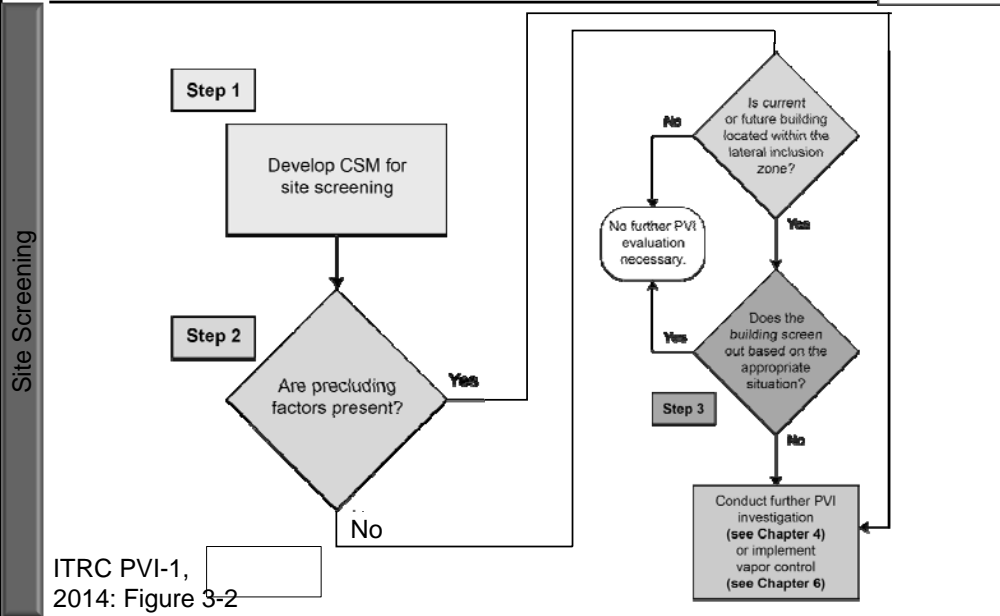 Site Screening
Step 1
Develop CSM for
site screening
Step 2
Are precluding
factors present?
Yes
No
Is current
or future building
located within the
lateral inclusion
zone?
No
Yes
No further PVI
evaluation
necessary.
Does the
building screen
out based on the
appropriate
situation?
Yes
Step 3
No
Conduct further PVI
investigation
(see Chapter 4)
or implement
vapor control
(see Chapter 6)
ITRC PVI-1,
2014: Figure 3-2